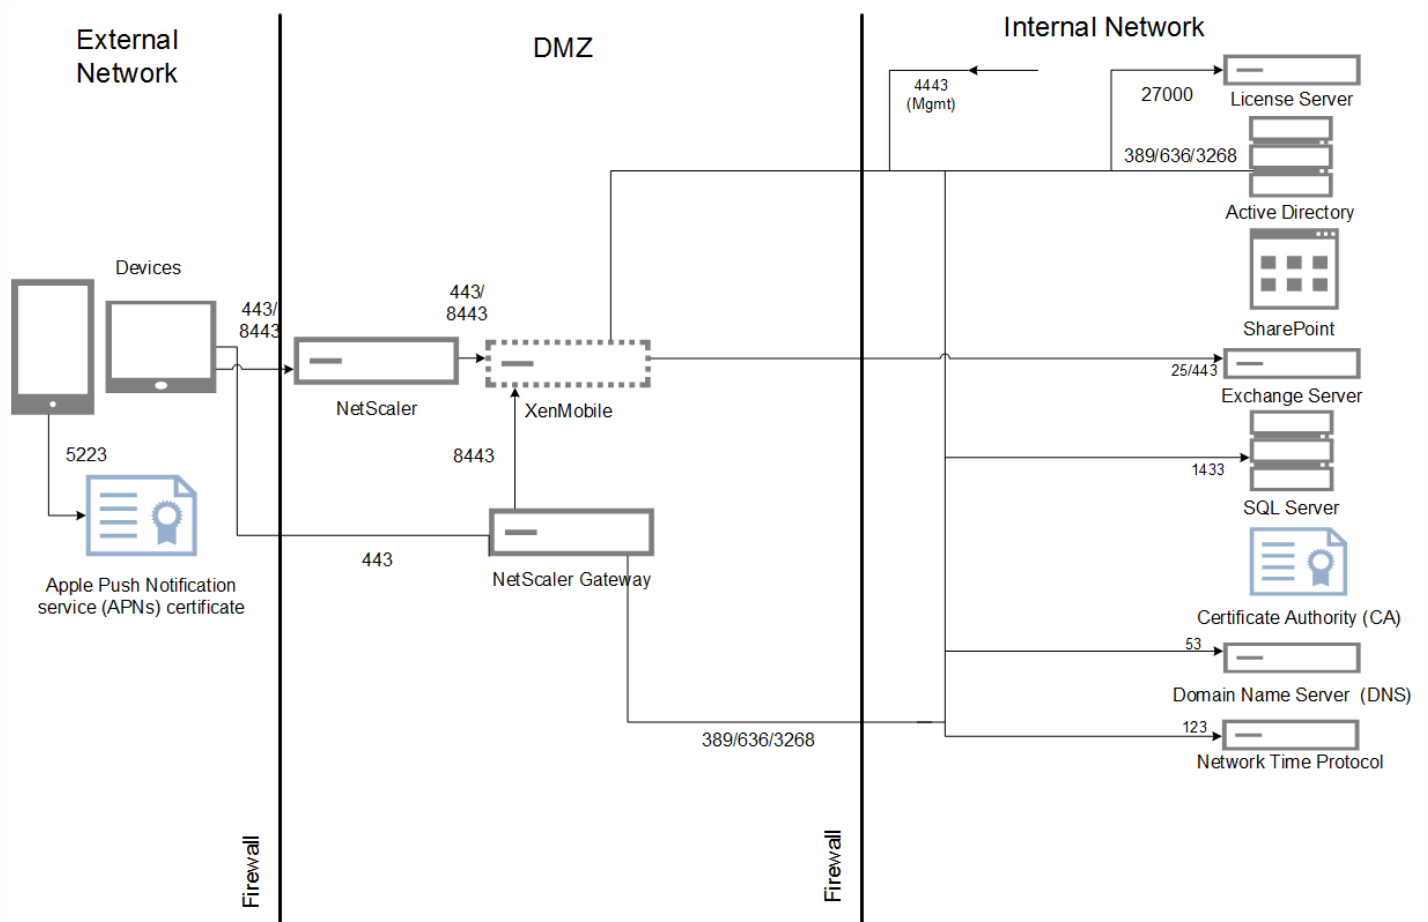 External
Network
DMZ
Internal Network
4443
(Mgmt)
27000
License Server
389/636/3268
Active Directory
Devices
443/
8443
443/
8443
SharePoint
NetScaler
XenMobile
25/443
Exchange Server
5223
8443
1433
SQL Server
443
NetScaler Gateway
Apple Push Notification
service (APNs) certificate
Certificate Authority (CA)
53
Domain Name Server (DNS)
389/636/3268
123
Network Time Protocol
Firewall
Firewall